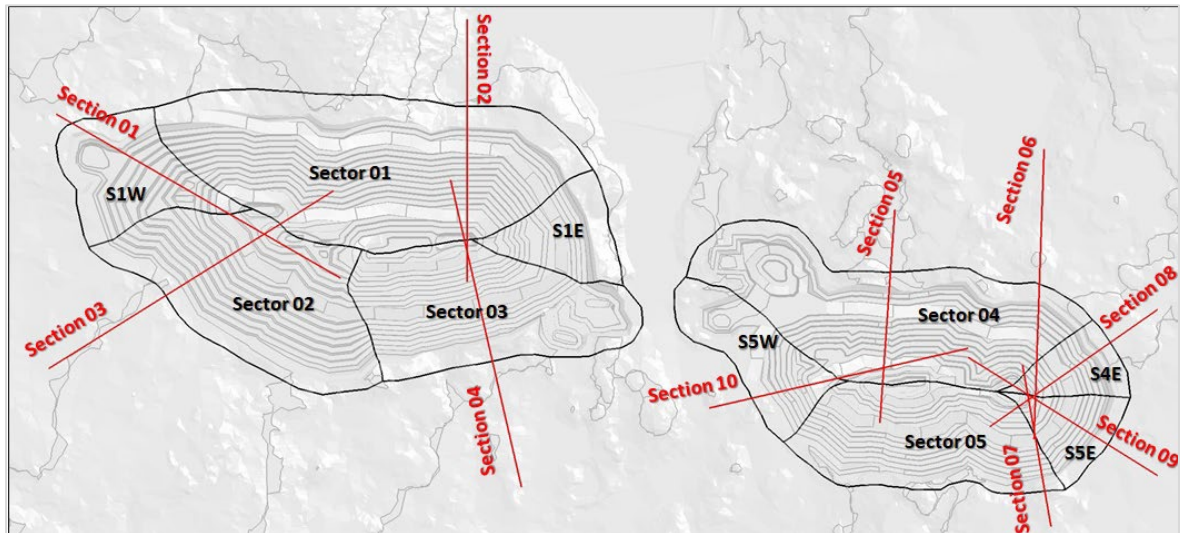 Section 01
Section 02
Sector 01
S1W
S1E
Sector 02
Sector 03
Section 03
Section 04
Section 05
Section 06
Section 08
Sector 04
S5W
S4E
Section 10
Sector 05
S5E
Section 09
Section 07